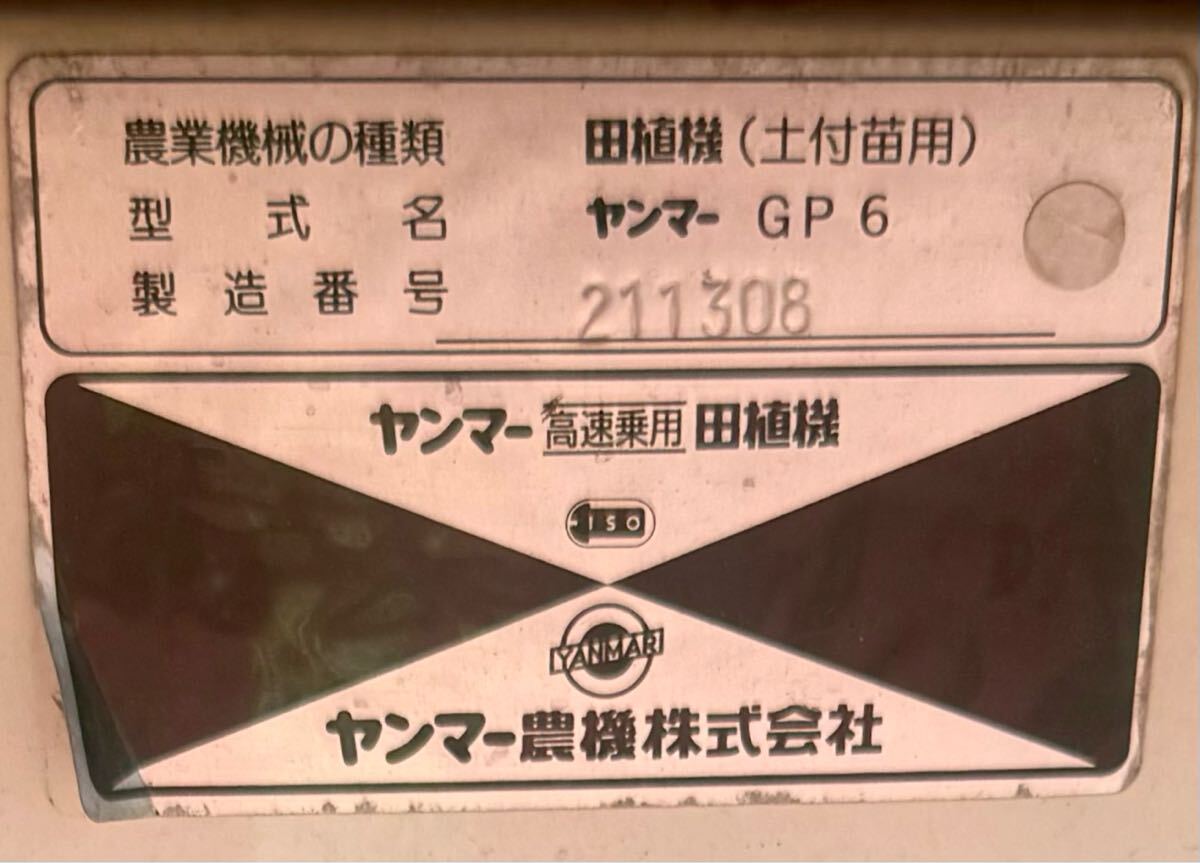 農業機械の種類 田植機(土付苗用)
型式名 ヤンマー GP6
製造番号 211308
ヤンマー高速乗用田植機
ISO
YANMAR
ヤンマー農機株式会社